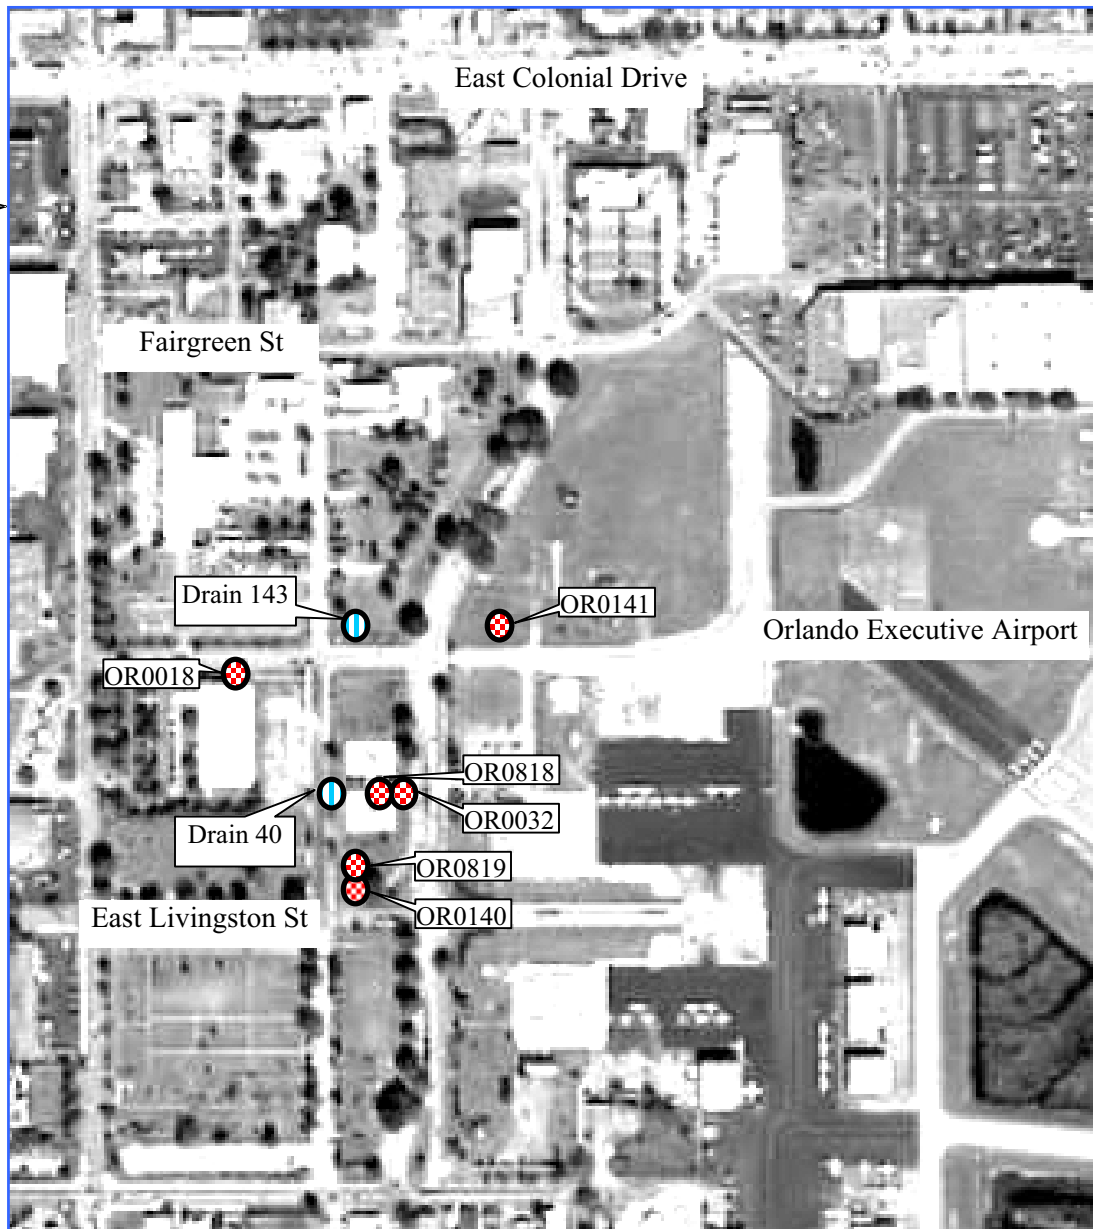 East Colonial Drive
Fairgreen St
Drain 143
OR0141
Orlando Executive Airport
OR0018
OR0818
OR0032
Drain 40
OR0819
OR0140
East Livingston St